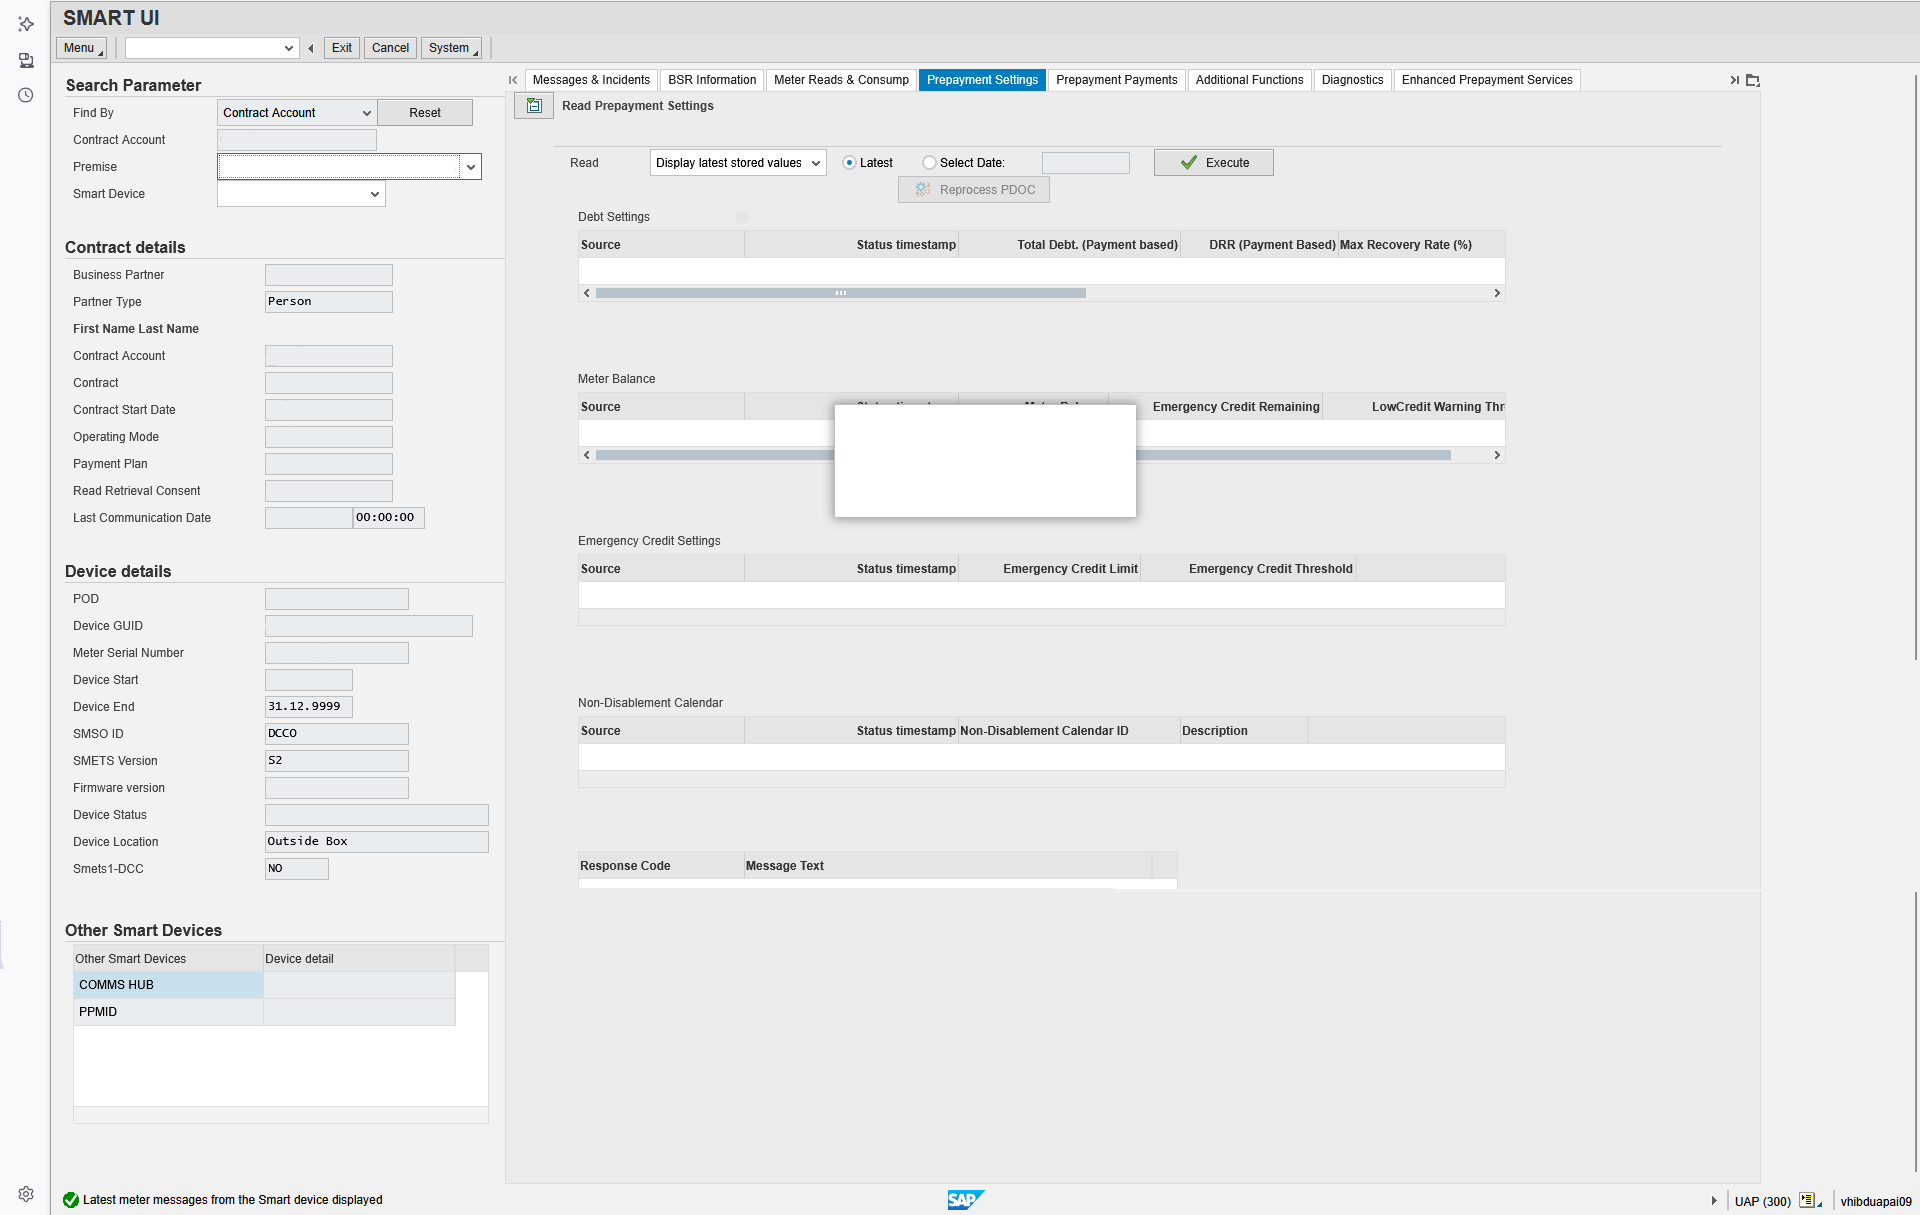 SMART UI
Menu
Exit
Cancel
System
Search Parameter
Find By
Contract Account
Reset
Contract Account
Premise
Smart Device
Contract details
Business Partner
Partner Type
Person
First Name Last Name
Contract Account
Contract
Contract Start Date
Operating Mode
Payment Plan
Read Retrieval Consent
Last Communication Date
00:00:00
Device details
POD
Device GUID
Meter Serial Number
Device Start
Device End
31.12.9999
SMSO ID
DCCO
SMETS Version
S2
Firmware version
Device Status
Device Location
Outside Box
Smets1-DCC
NO
Other Smart Devices
Other Smart Devices
Device detail
COMMS HUB
PPMID
Messages & Incidents
BSR Information
Meter Reads & Consump
Prepayment Settings
Prepayment Payments
Additional Functions
Diagnostics
Enhanced Prepayment Services
Read Prepayment Settings
Read
Display latest stored values
Latest
Select Date:
Execute
Reprocess PDOC
Debt Settings
Source
Status timestamp
Total Debt. (Payment based)
DRR (Payment Based)
Max Recovery Rate (%)
Meter Balance
Source
Emergency Credit Remaining
LowCredit Warning Thr
Emergency Credit Settings
Source
Status timestamp
Emergency Credit Limit
Emergency Credit Threshold
Non-Disablement Calendar
Source
Status timestamp
Non-Disablement Calendar ID
Description
Response Code
Message Text
Latest meter messages from the Smart device displayed
SAP
UAP (300)
vhibduapai09